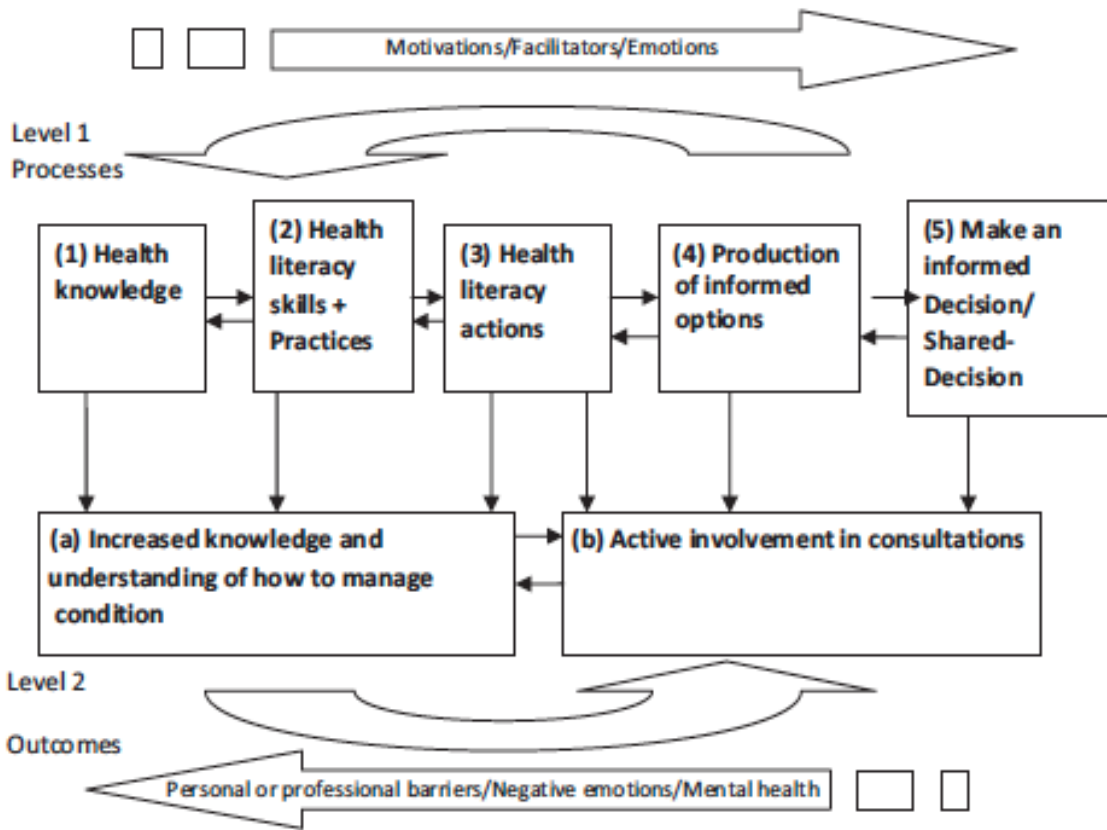 Motivations/Facilitators/Emotions
Level 1
Processes
(1) Health
knowledge
(2) Health
literacy
skills +
Practices
(3) Health
literacy
actions
(4) Production
of informed
options
(5) Make an
informed
Decision/
Shared-
Decision
(a) Increased knowledge and
understanding of how to manage
condition
(b) Active involvement in consultations
Level 2
Outcomes
Personal or professional barriers/Negative emotions/Mental health